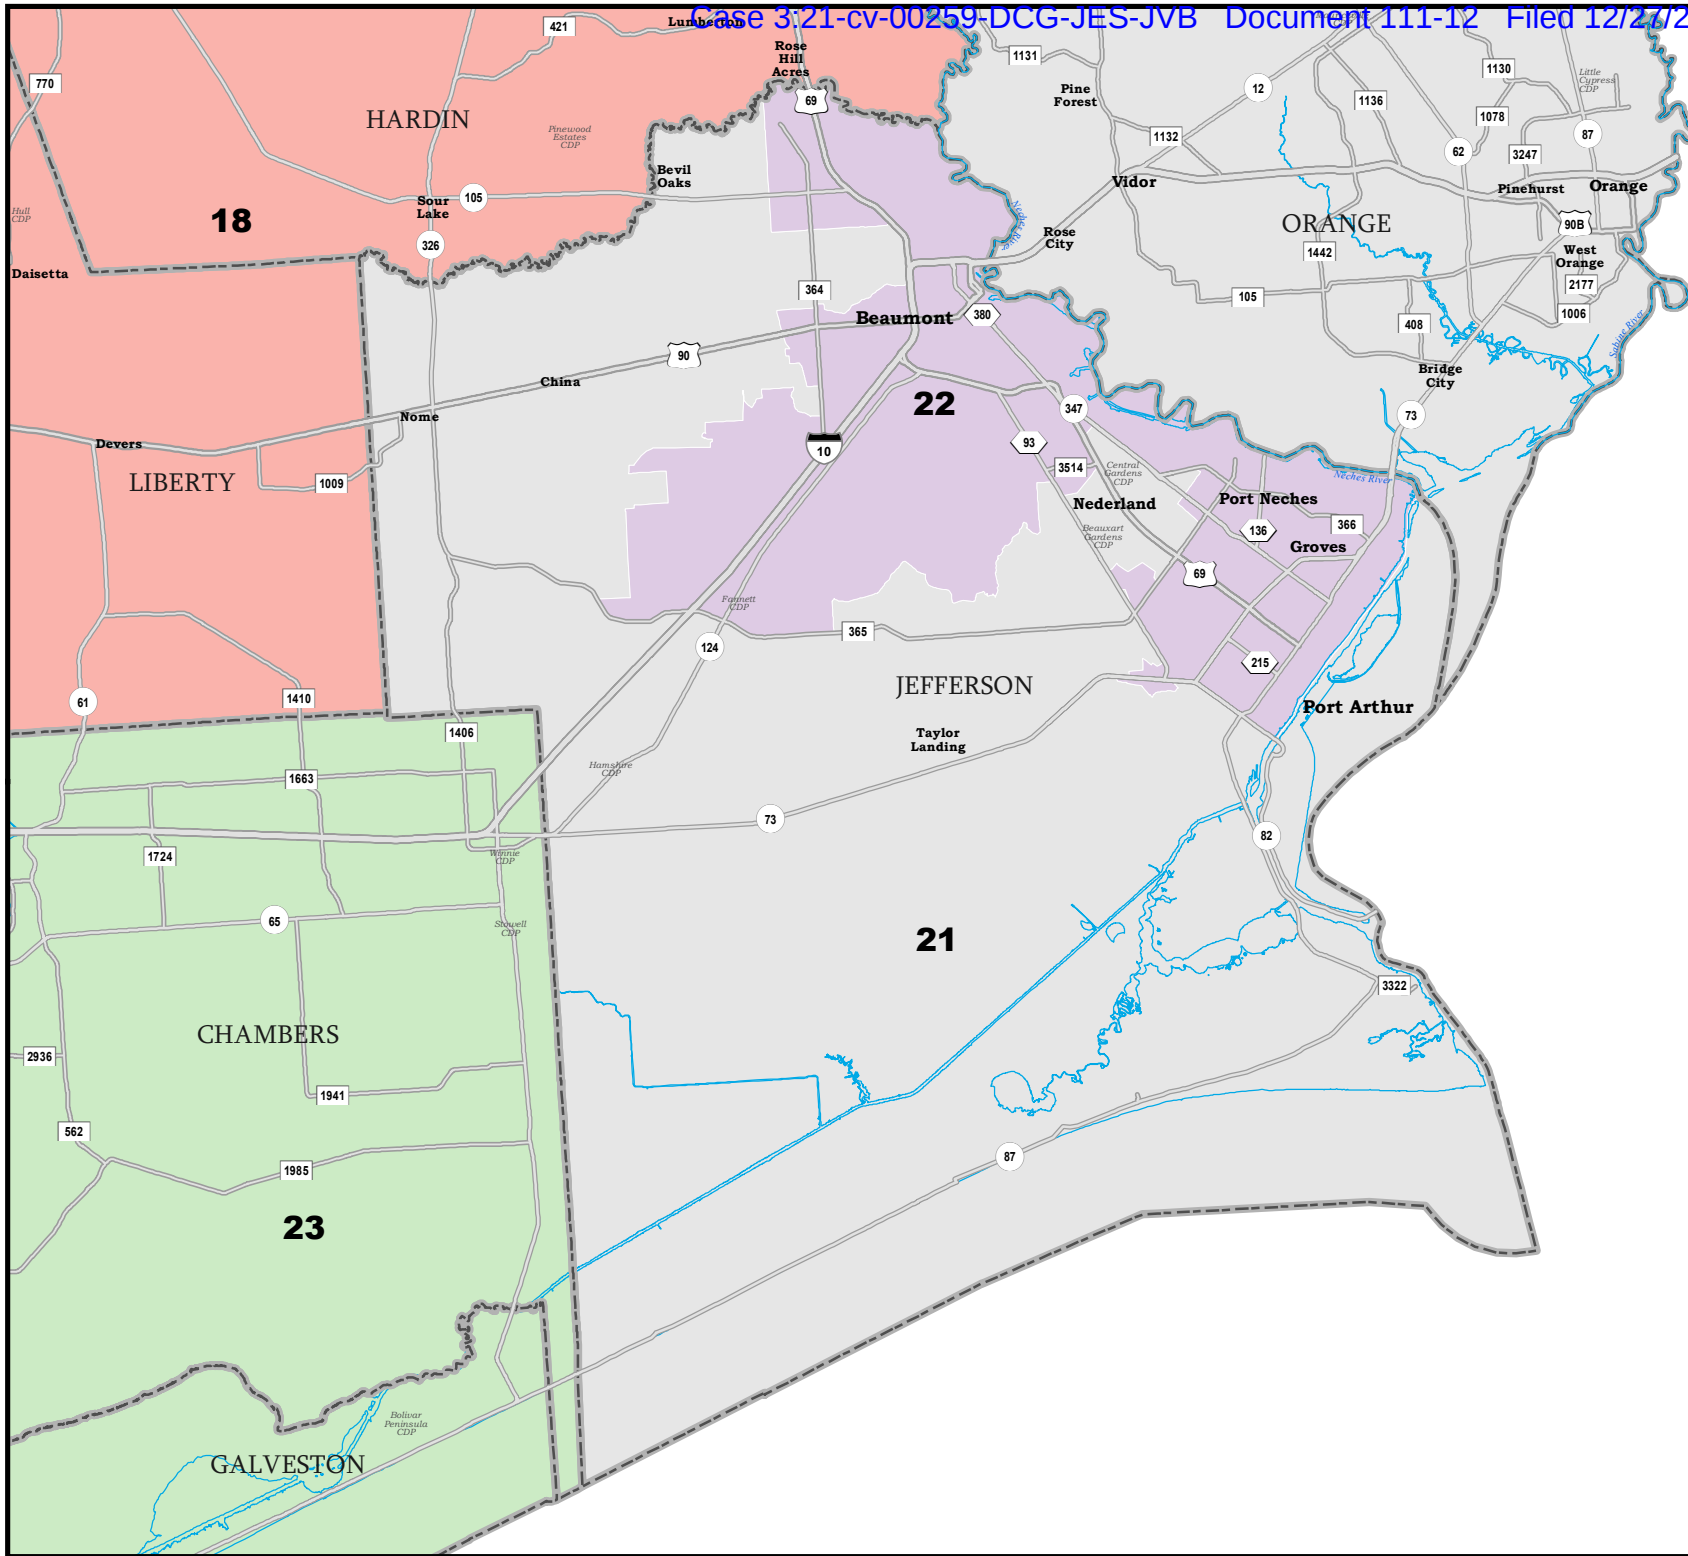 Case 3:21-cv-00259-DCG-JES-JVB Document 111-12 Filed 12/27/2
Lumberton
421
Rose
Hill
Acres
1131
770
69
12
1130
Little
Cypress
CDP
Pine
Forest
1136
1078
HARDIN
Pinewood
Estates
CDP
1132
62
87
3247
Bevil
Oaks
Vidor
Pinehurst
Orange
105
Sour
Lake
Hull
CDP
18
Neches River
ORANGE
90B
326
Rose
City
1442
West
Orange
Daisetta
2177
364
105
1006
Beaumont
380
408
Sabine River
90
Bridge
City
China
22
347
73
Nome
Devers
10
93
3514
Central
Gardens
CDP
LIBERTY
1009
Neches River
Nederland
Port Neches
Beauxart
Gardens
CDP
136
366
Groves
69
Fannett
CDP
365
124
215
JEFFERSON
61
1410
Port Arthur
1406
Taylor
Landing
Hamshire
CDP
1663
73
82
1724
Winnie
CDP
65
Stowell
CDP
21
3322
CHAMBERS
2936
1941
562
87
1985
23
Bolivar
Peninsula
CDP
GALVESTON